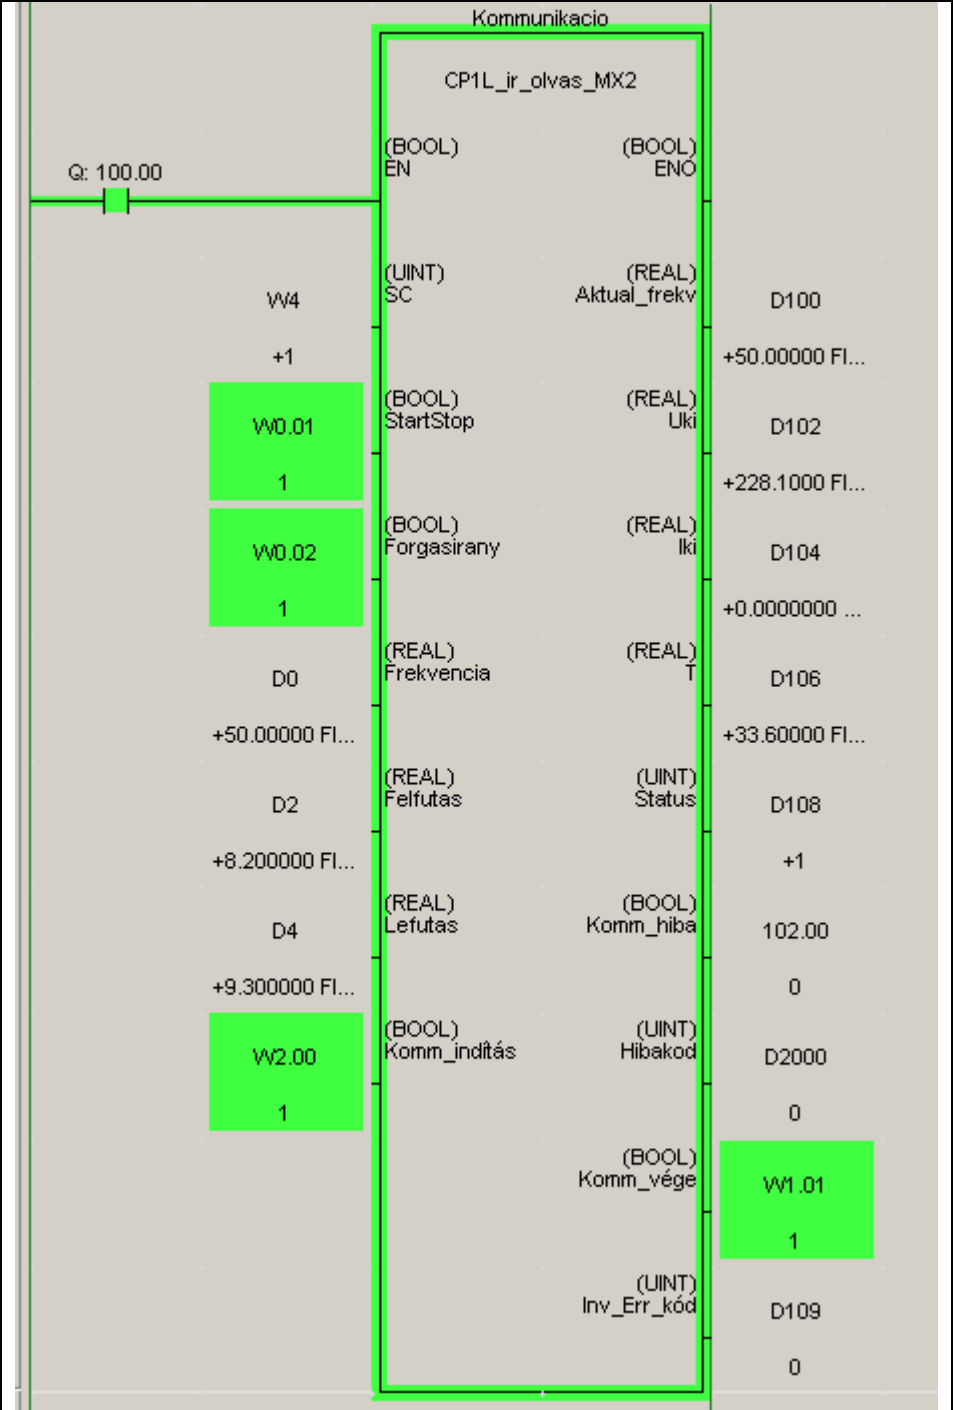 Kommunikacio
CP1L_ir_olvas_MX2
Q: 100.00
(BOOL)
EN
(BOOL)
ENO
W4
+1
(UINT)
SC
(REAL)
Aktual_frekv
D100
+50.00000 Fl...
W0.01
1
(BOOL)
StartStop
(REAL)
Uki
D102
+228.1000 Fl...
W0.02
1
(BOOL)
Forgasirany
(REAL)
Iki
D104
+0.0000000 ...
D0
+50.00000 Fl...
(REAL)
Frekvencia
(REAL)
T
D106
+33.60000 Fl...
D2
+8.200000 Fl...
(REAL)
Felfutas
(UINT)
Status
D108
+1
D4
+9.300000 Fl...
(REAL)
Lefutas
(BOOL)
Komm_hiba
102.00
0
W2.00
1
(BOOL)
Komm_indítás
(UINT)
Hibakod
D2000
0
(BOOL)
Komm_vége
W1.01
1
(UINT)
Inv_Err_kód
D109
0